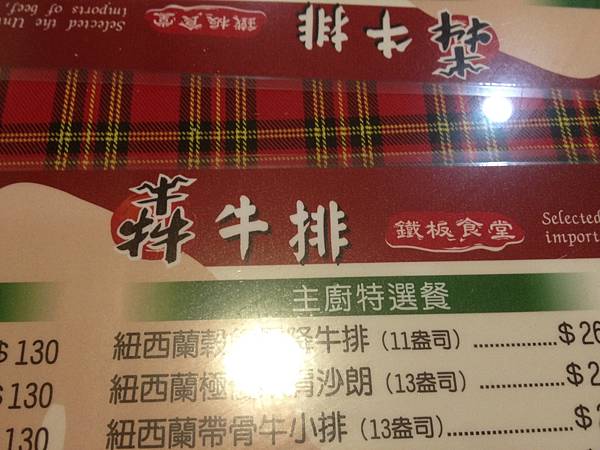 Selected the Uni
imports of beef,
鐵板食堂
牛排
牛排
鐵板食堂
Selected
import
主廚特選餐
$130
紐西蘭穀 牛排（11盎司）................$26
$130
紐西蘭極 沙朗（13盎司）................$2
130
紐西蘭帶骨牛小排（13盎司）................$2